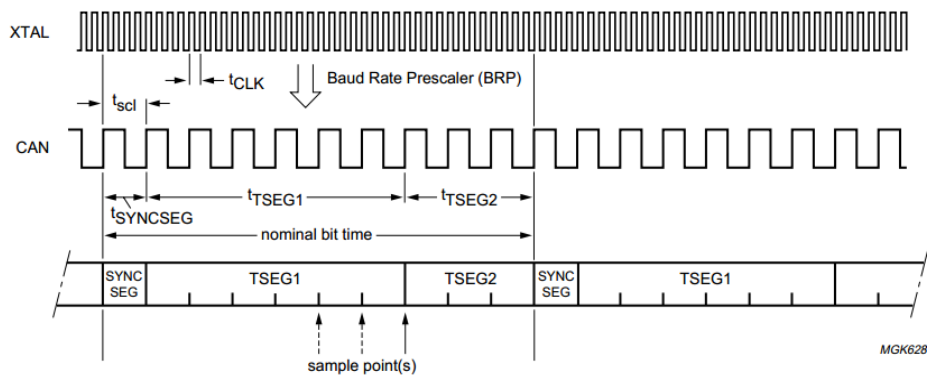 XTAL
tCLK
Baud Rate Prescaler (BRP)
tscl
CAN
tSYNCSEG
tTSEG1
tTSEG2
nominal bit time
SYNC
SEG
TSEG1
TSEG2
SYNC
SEG
TSEG1
sample point(s)
MGK628